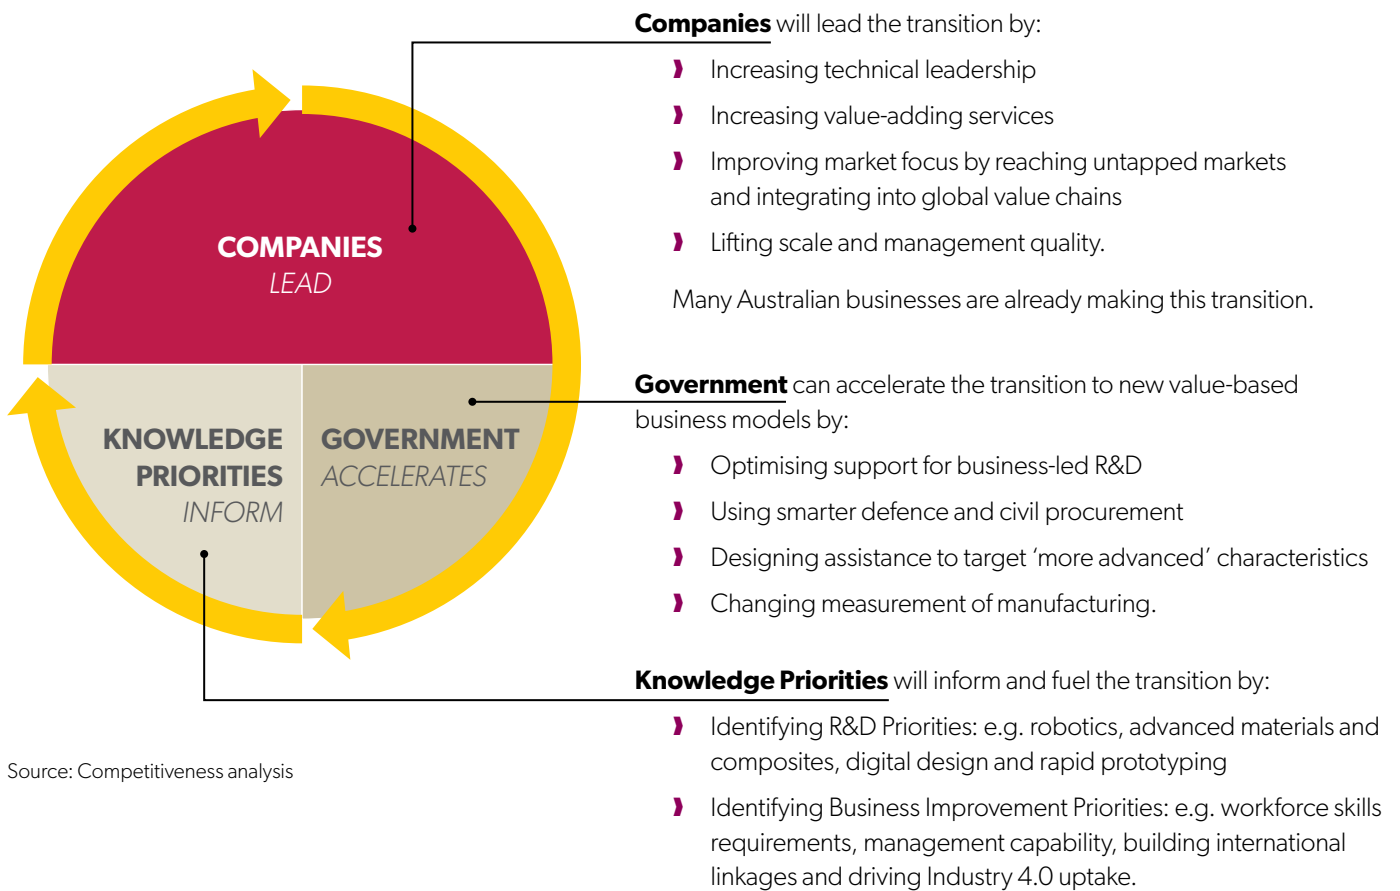 Companies will lead the transition by:
❱ Increasing technical leadership
❱ Increasing value-adding services
❱ Improving market focus by reaching untapped markets
and integrating into global value chains
❱ Lifting scale and management quality.
Many Australian businesses are already making this transition.
COMPANIES
LEAD
Government can accelerate the transition to new value-based
business models by:
❱ Optimising support for business-led R&D
❱ Using smarter defence and civil procurement
❱ Designing assistance to target ‘more advanced’ characteristics
❱ Changing measurement of manufacturing.
KNOWLEDGE
PRIORITIES
INFORM
GOVERNMENT
ACCELERATES
Knowledge Priorities will inform and fuel the transition by:
❱ Identifying R&D Priorities: e.g. robotics, advanced materials and
composites, digital design and rapid prototyping
❱ Identifying Business Improvement Priorities: e.g. workforce skills
requirements, management capability, building international
linkages and driving Industry 4.0 uptake.
Source: Competitiveness analysis